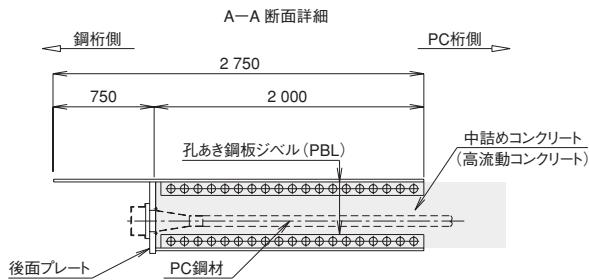 A－A 断面詳細
鋼桁側
PC桁側
2 750
750
2 000
孔あき鋼板ジベル（PBL）
中詰めコンクリート
（高流動コンクリート）
後面プレート
PC鋼材